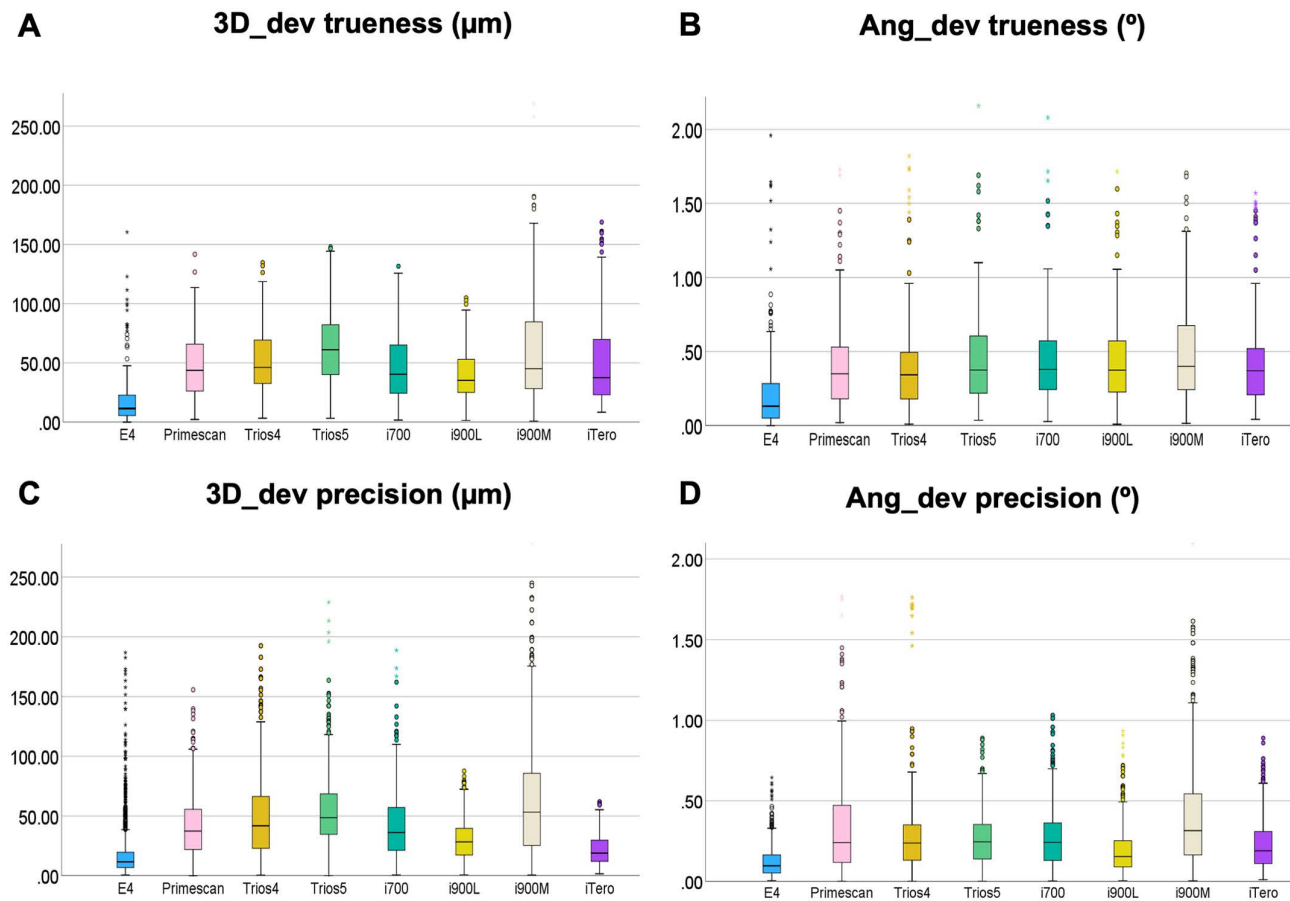 A
3D_dev trueness (µm)
250.00
200.00
150.00
100.00
50.00
.00
E4 Primescan Trios4 Trios5 i700 i900L i900M iTero
B
Ang_dev trueness (º)
2.00
1.50
1.00
.50
.00
E4 Primescan Trios4 Trios5 i700 i900L i900M iTero
C
3D_dev precision (µm)
250.00
200.00
150.00
100.00
50.00
.00
E4 Primescan Trios4 Trios5 i700 i900L i900M iTero
D
Ang_dev precision (º)
2.00
1.50
1.00
.50
.00
E4 Primescan Trios4 Trios5 i700 i900L i900M iTero